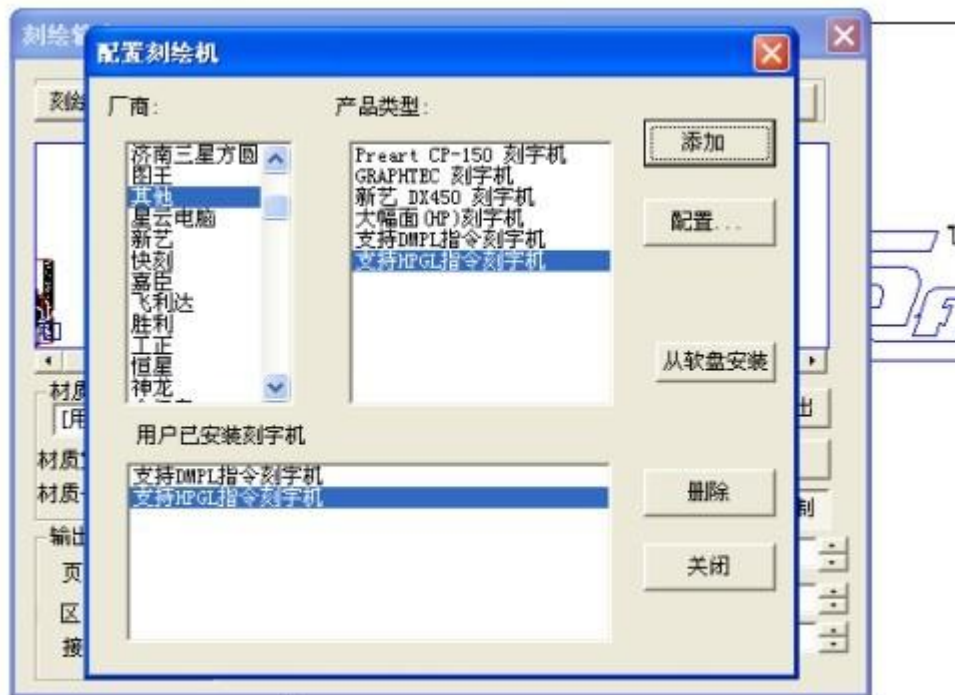 刻绘
配置刻绘机
刻绘
厂商:
产品类型:
济南三星方圆
图王
其他
星云电脑
新艺
快刻
嘉臣
飞利达
胜利
工正
恒星
神龙
Preart CP-150 刻字机
GRAPHTEC 刻字机
新艺 DX450 刻字机
大幅面(HP)刻字机
支持DMPL指令刻字机
支持HPGL指令刻字机
添加
配置...
从软盘安装
材质
[用
出
用户已安装刻字机
材质
材质
支持DMPL指令刻字机
支持HPGL指令刻字机
删除
制
输出
关闭
页
区
接